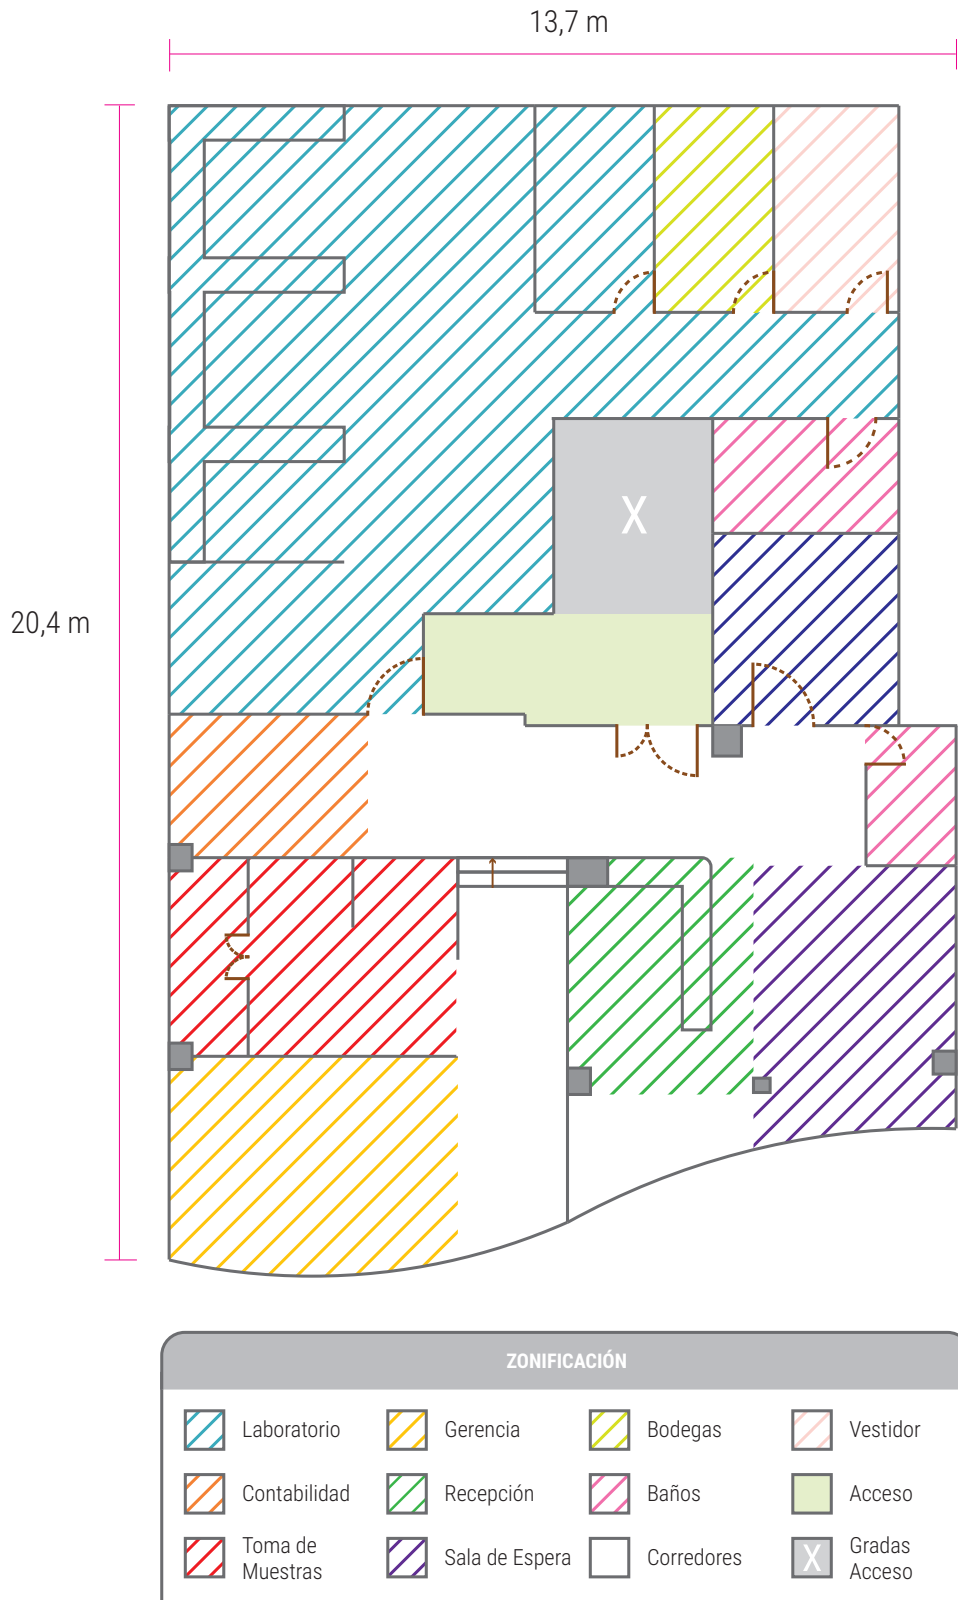 13,7 m
20,4 m
X
ZONIFICACIÓN
Laboratorio
Gerencia
Bodegas
Vestidor
Contabilidad
Recepción
Baños
Acceso
Toma de
Muestras
Sala de Espera
Corredores
X
Gradas
Acceso